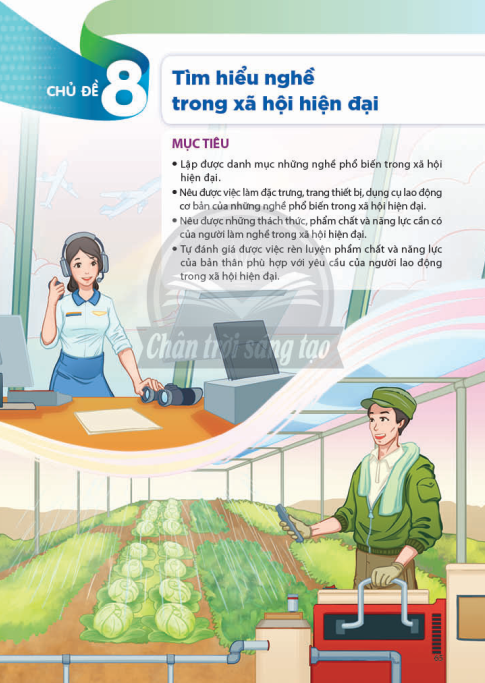 CHỦ ĐỀ 8
Tìm hiểu nghề
trong xã hội hiện đại
MỤC TIÊU
• Lập được danh mục những nghề phổ biến trong xã hội
hiện đại.
• Nêu được việc làm đặc trưng, trang thiết bị, dụng cụ lao động
cơ bản của những nghề phổ biến trong xã hội hiện đại.
• Nêu được những thách thức, phẩm chất và năng lực cần có
của người làm nghề trong xã hội hiện đại.
• Tự đánh giá được việc rèn luyện phẩm chất và năng lực
của bản thân phù hợp với yêu cầu của người lao động
trong xã hội hiện đại.
Chân trời sáng tạo
65